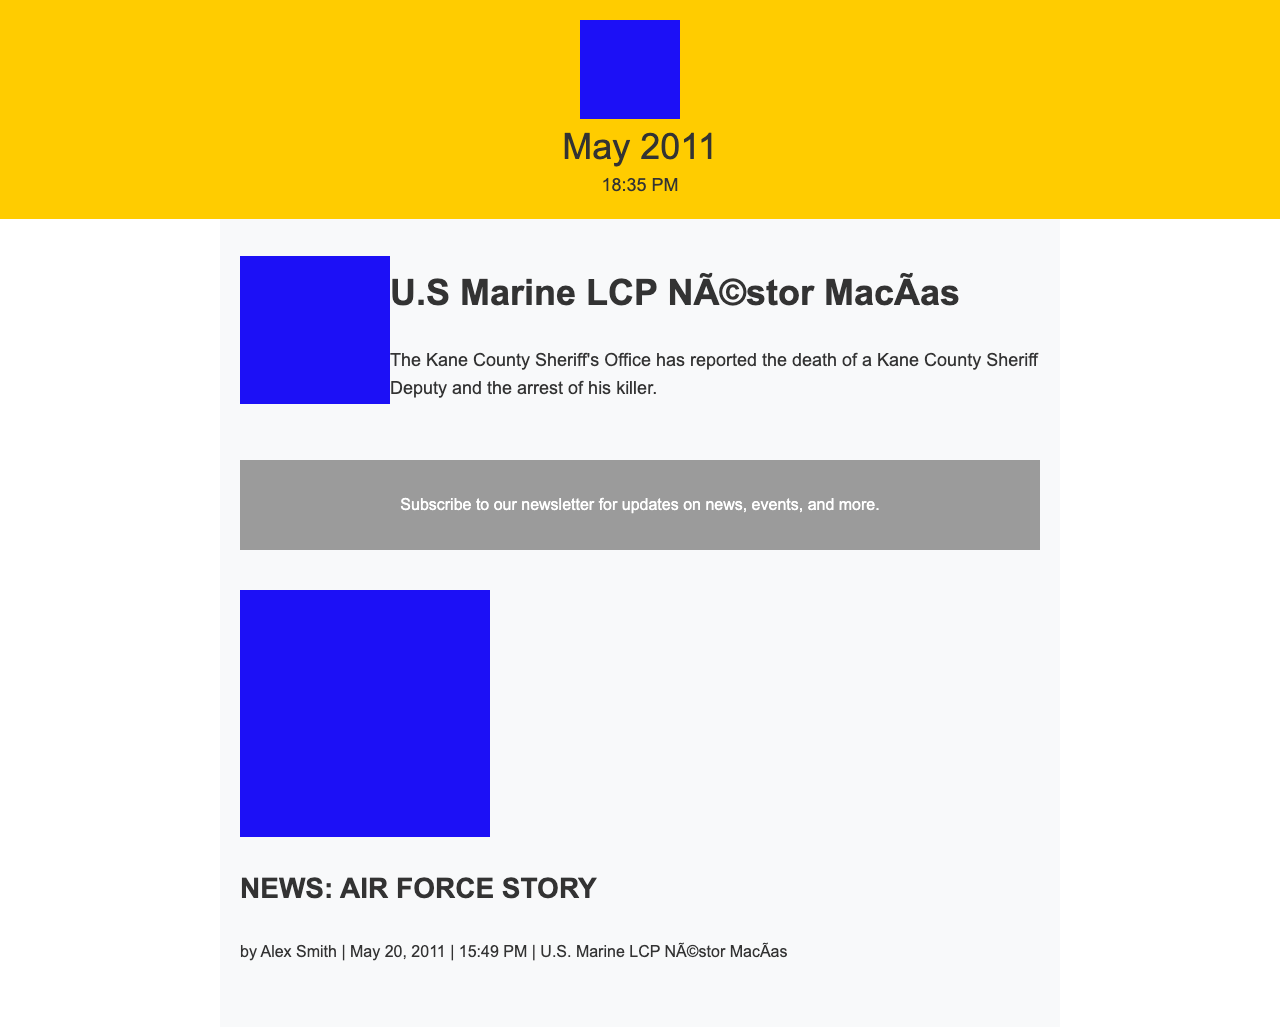 May 2011
18:35 PM
U.S Marine LCP NÃ©stor MacÃas
The Kane County Sheriff's Office has reported the death of a Kane County Sheriff
Deputy and the arrest of his killer.
Subscribe to our newsletter for updates on news, events, and more.
NEWS: AIR FORCE STORY
by Alex Smith | May 20, 2011 | 15:49 PM | U.S. Marine LCP NÃ©stor MacÃas